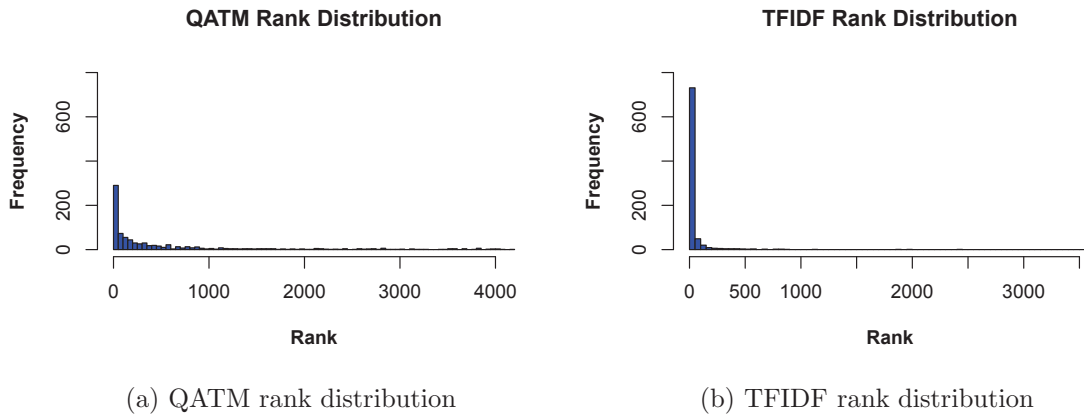 QATM Rank Distribution
Frequency
0 200 600
0 1000 2000 3000 4000
Rank
(a) QATM rank distribution
TFIDF Rank Distribution
Frequency
0 200 600
0 500 1000 2000 3000
Rank
(b) TFIDF rank distribution